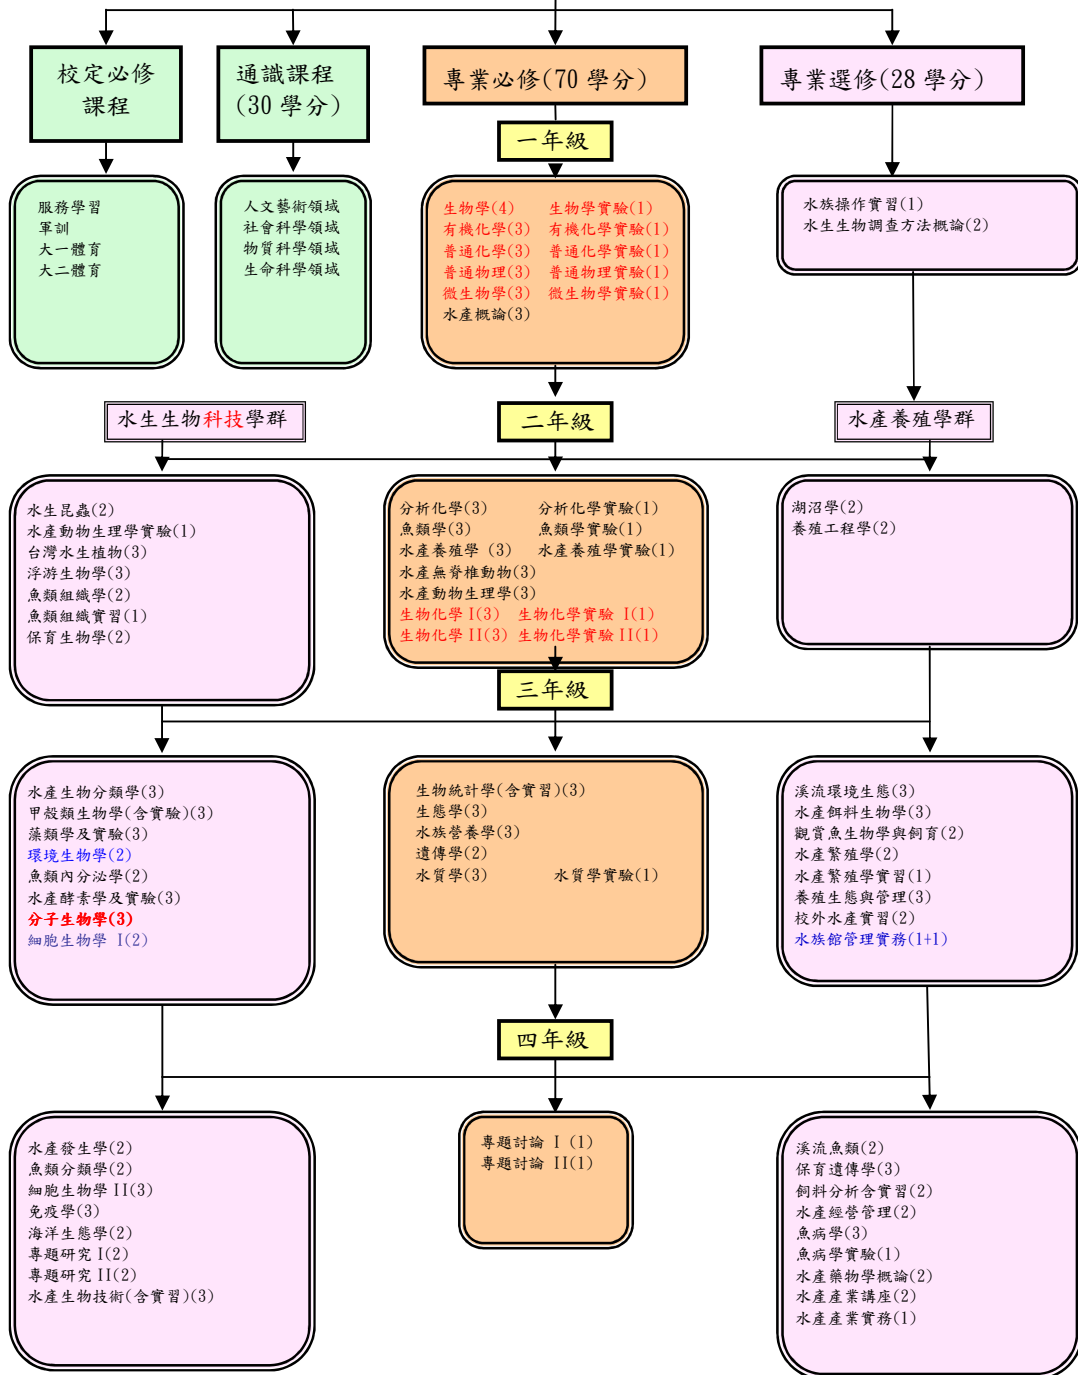 校定必修
課程
通識課程
(30 學分)
專業必修(70 學分)
專業選修(28 學分)
一年級
服務學習
軍訓
大一體育
大二體育
人文藝術領域
社會科學領域
物質科學領域
生命科學領域
生物學(4) 生物學實驗(1)
有機化學(3) 有機化學實驗(1)
普通化學(3) 普通化學實驗(1)
普通物理(3) 普通物理實驗(1)
微生物學(3) 微生物學實驗(1)
水產概論(3)
水族操作實習(1)
水生生物調查方法概論(2)
水生生物科技學群
二年級
水產養殖學群
水生昆蟲(2)
水產動物生理學實驗(1)
台灣水生植物(3)
浮游生物學(3)
魚類組織學(2)
魚類組織實習(1)
保育生物學(2)
分析化學(3) 分析化學實驗(1)
魚類學(3) 魚類學實驗(1)
水產養殖學 (3) 水產養殖學實驗(1)
水產無脊椎動物(3)
水產動物生理學(3)
生物化學 I(3) 生物化學實驗 I(1)
生物化學 II(3) 生物化學實驗 II(1)
湖沼學(2)
養殖工程學(2)
三年級
水產生物分類學(3)
甲殼類生物學(含實驗)(3)
藻類學及實驗(3)
環境生物學(2)
魚類內分泌學(2)
水產酵素學及實驗(3)
分子生物學(3)
細胞生物學 I(2)
生物統計學(含實習)(3)
生態學(3)
水族營養學(3)
遺傳學(2)
水質學(3) 水質學實驗(1)
溪流環境生態(3)
水產餌料生物學(3)
觀賞魚生物學與飼育(2)
水產繁殖學(2)
水產繁殖學實習(1)
養殖生態與管理(3)
校外水產實習(2)
水族館管理實務(1+1)
四年級
水產發生學(2)
魚類分類學(2)
細胞生物學 II(3)
免疫學(3)
海洋生態學(2)
專題研究 I(2)
專題研究 II(2)
水產生物技術(含實習)(3)
專題討論 I (1)
專題討論 II(1)
溪流魚類(2)
保育遺傳學(3)
飼料分析含實習(2)
水產經營管理(2)
魚病學(3)
魚病學實驗(1)
水產藥物學概論(2)
水產產業講座(2)
水產產業實務(1)